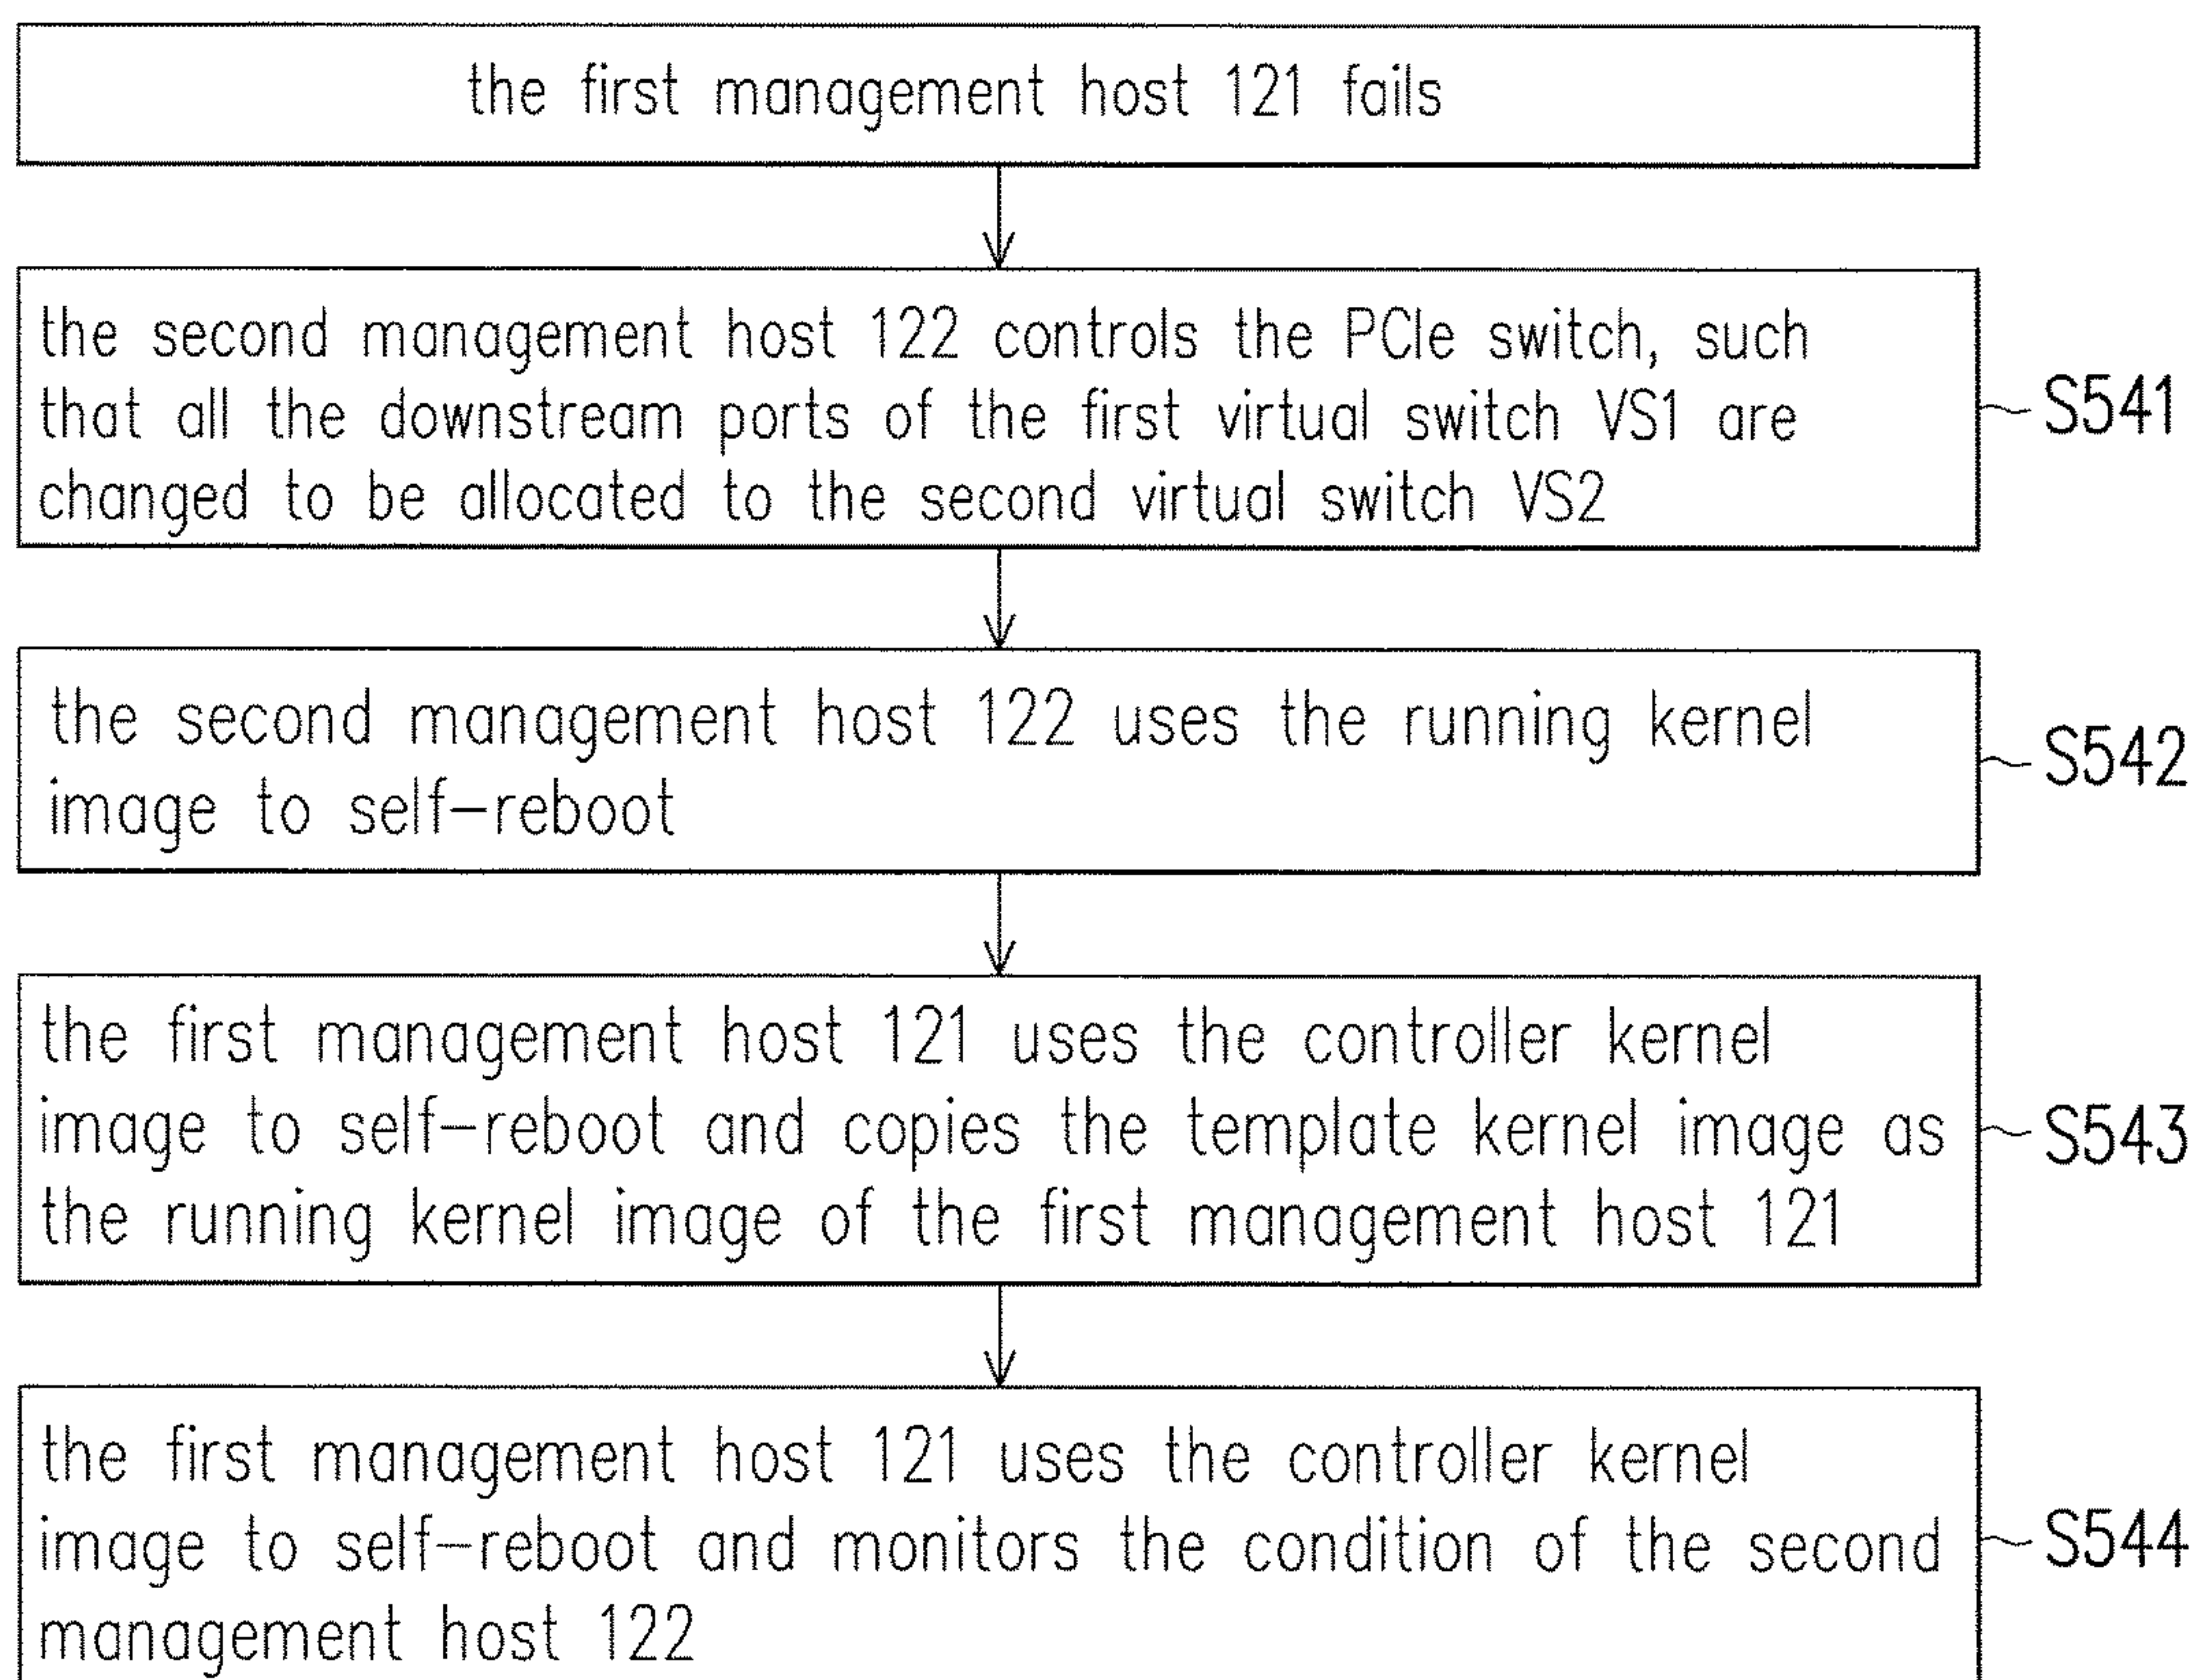 the first management host 121 fails
the second management host 122 controls the PCIe switch, such
that all the downstream ports of the first virtual switch VS1 are
changed to be allocated to the second virtual switch VS2
S541
the second management host 122 uses the running kernel
image to self-reboot
S542
the first management host 121 uses the controller kernel
image to self-reboot and copies the template kernel image as
the running kernel image of the first management host 121
S543
the first management host 121 uses the controller kernel
image to self-reboot and monitors the condition of the second
management host 122
S544